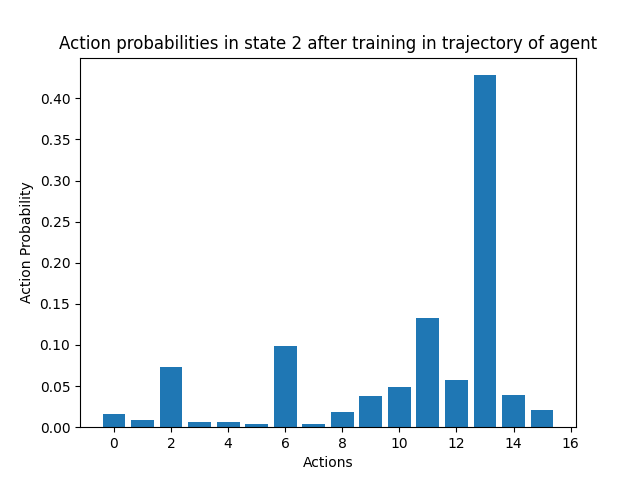 Action probabilities in state 2 after training in trajectory of agent
0.40
0.35
0.30
0.25
0.20
0.15
0.10
0.05
0.00
Action Probability
0 2 4 6 8 10 12 14 16
Actions